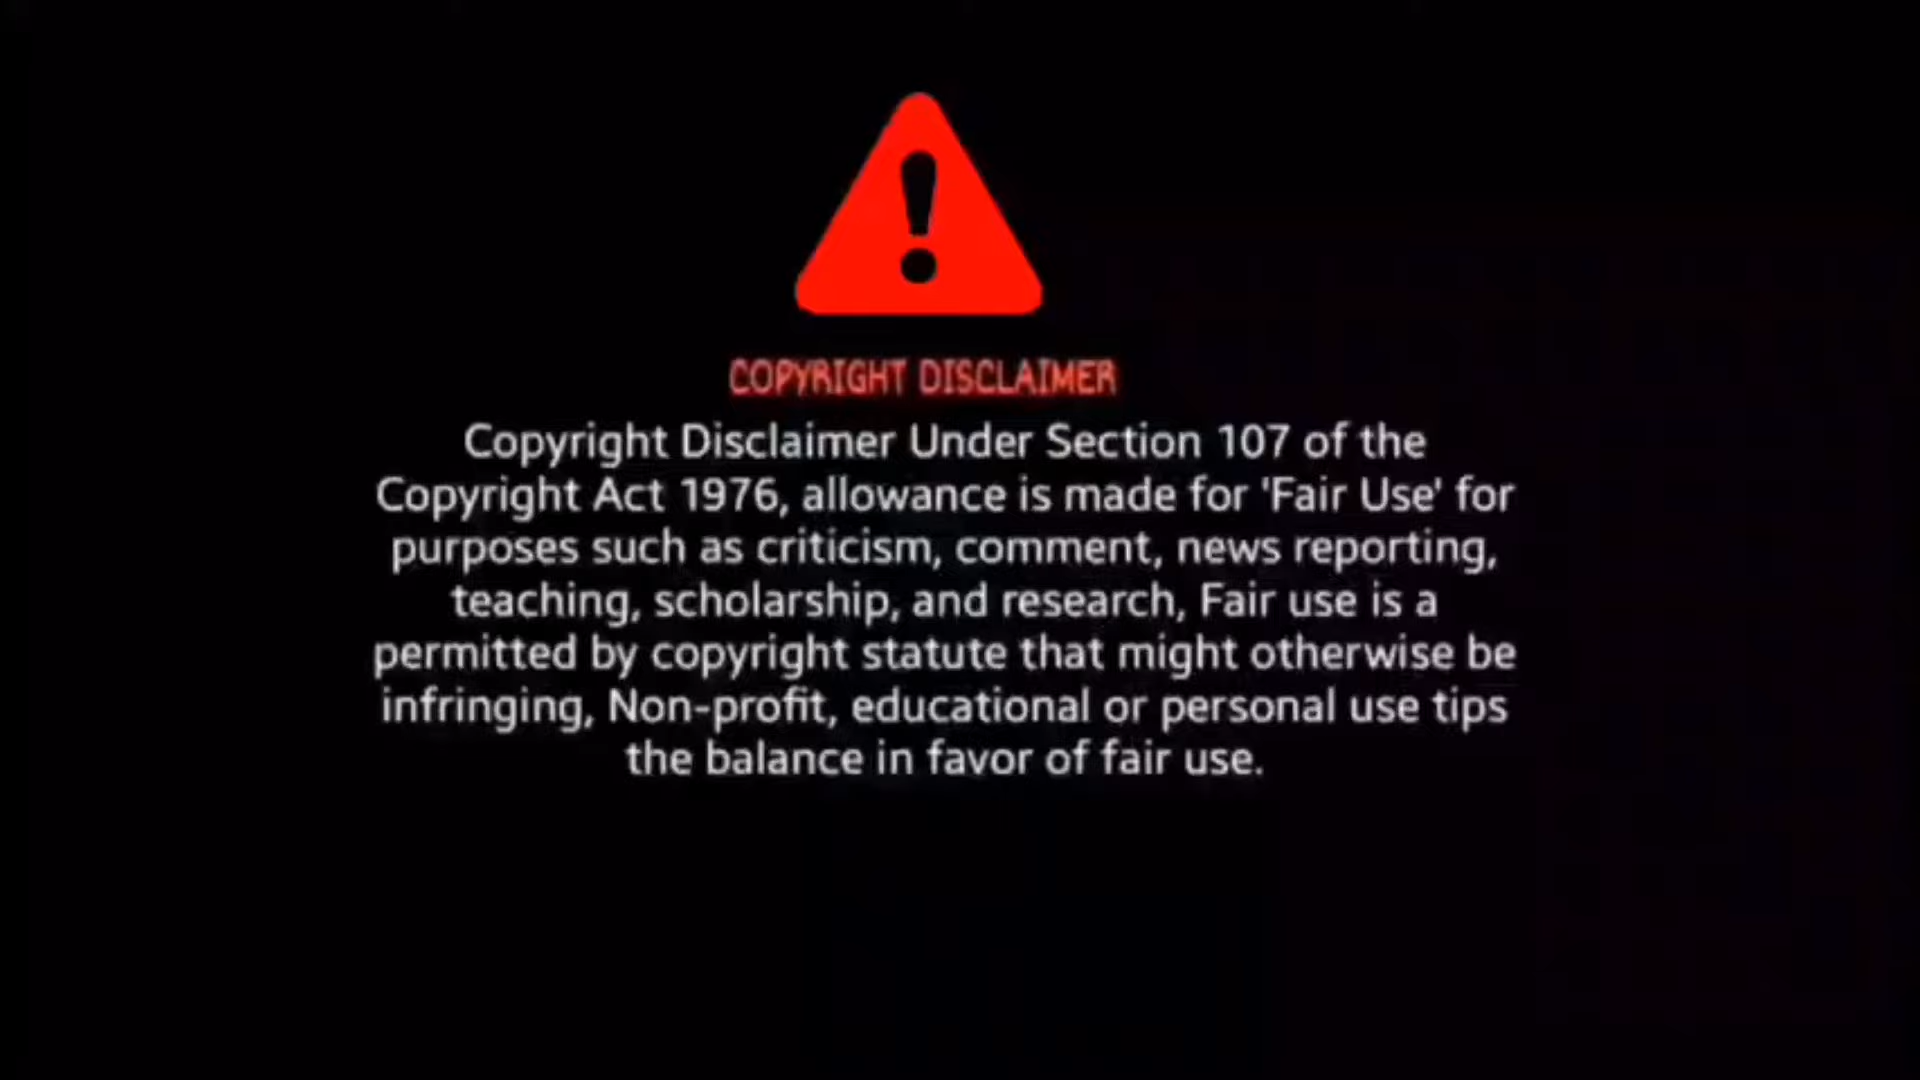 COPYRIGHT DISCLAIMER
Copyright Disclaimer Under Section 107 of the
Copyright Act 1976, allowance is made for 'Fair Use' for
purposes such as criticism, comment, news reporting,
teaching, scholarship, and research, Fair use is a
permitted by copyright statute that might otherwise be
infringing, Non-profit, educational or personal use tips
the balance in favor of fair use.